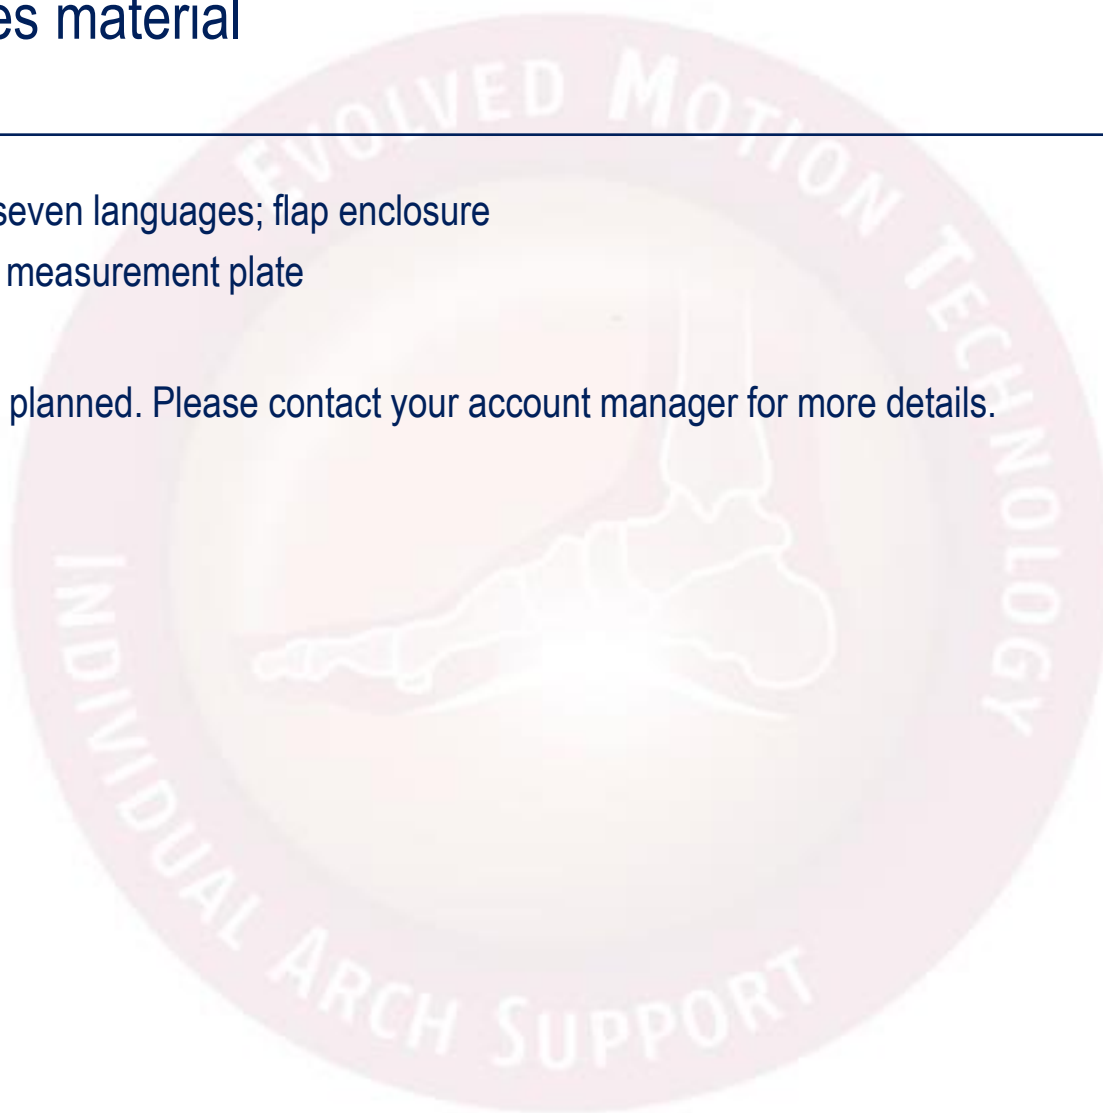 es material
seven languages; flap enclosure
measurement plate
planned. Please contact your account manager for more details.
EVOLVED MOTION TECHNOLOGY
INDIVIDUAL ARCH SUPPORT